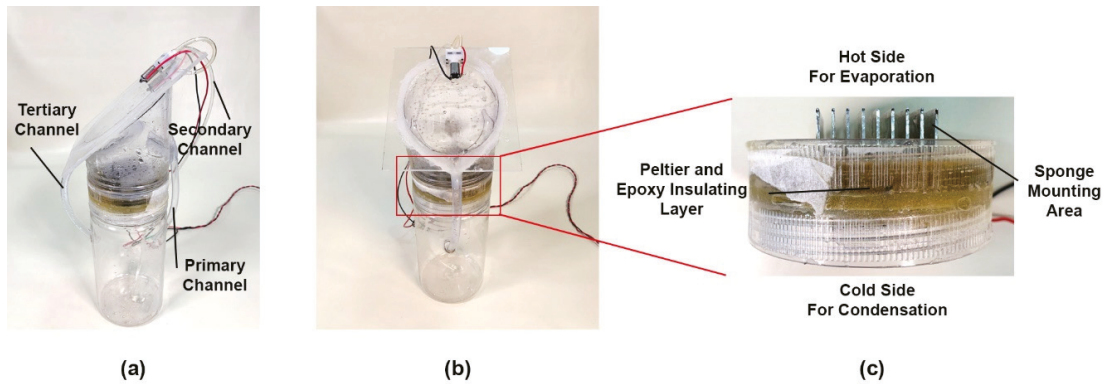 Tertiary
Channel
Secondary
Channel
Primary
Channel
Hot Side
For Evaporation
Peltier and
Epoxy Insulating
Layer
Sponge
Mounting
Area
Cold Side
For Condensation
(a)
(b)
(c)